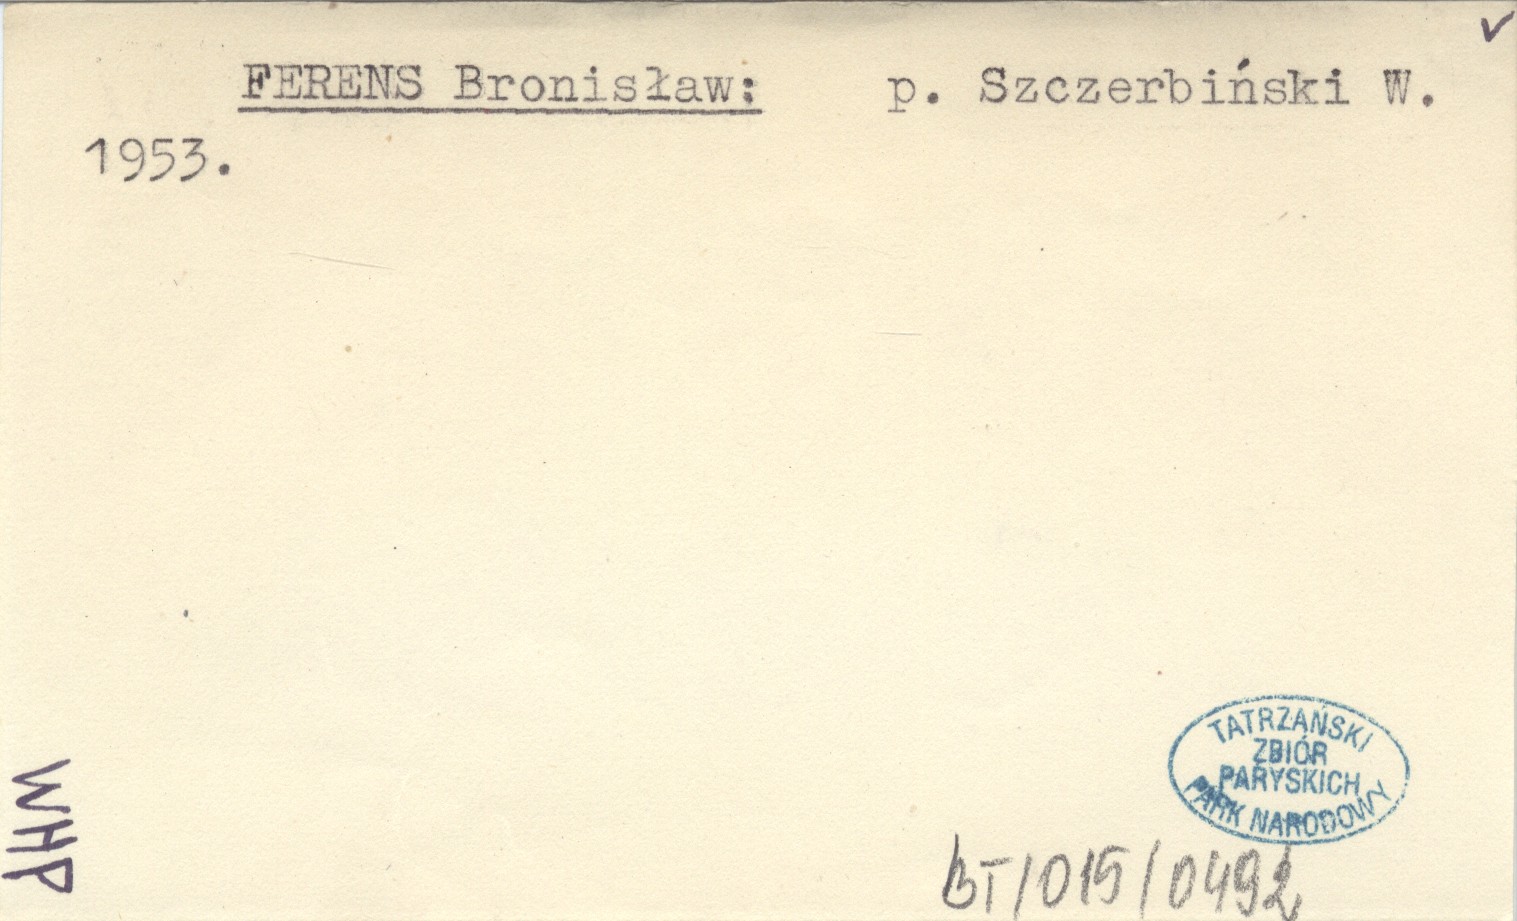 FERENS Bronisław: p. Szczerbiński W.
1953.
WHP
TATRZAŃSKI
ZBIÓR
PARYSKICH
PARK NARODOWY
BT/015/0492